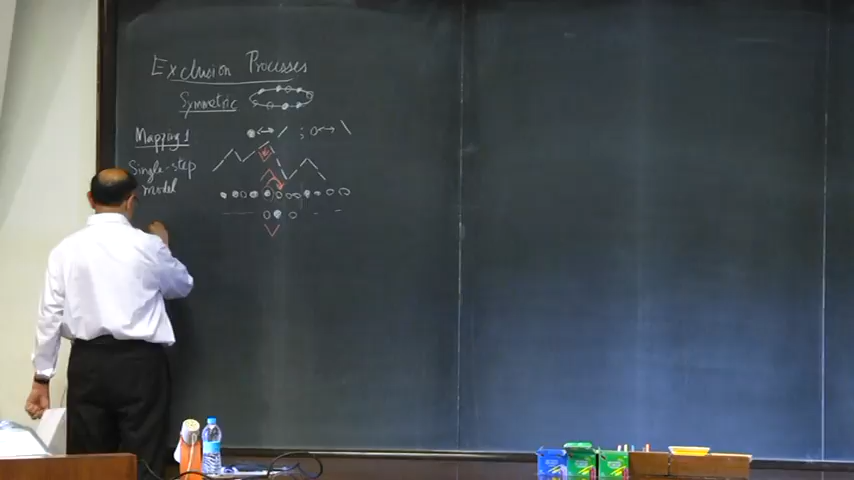 Exclusion Processes
Symmetric
Mapping 1
Single-step
model